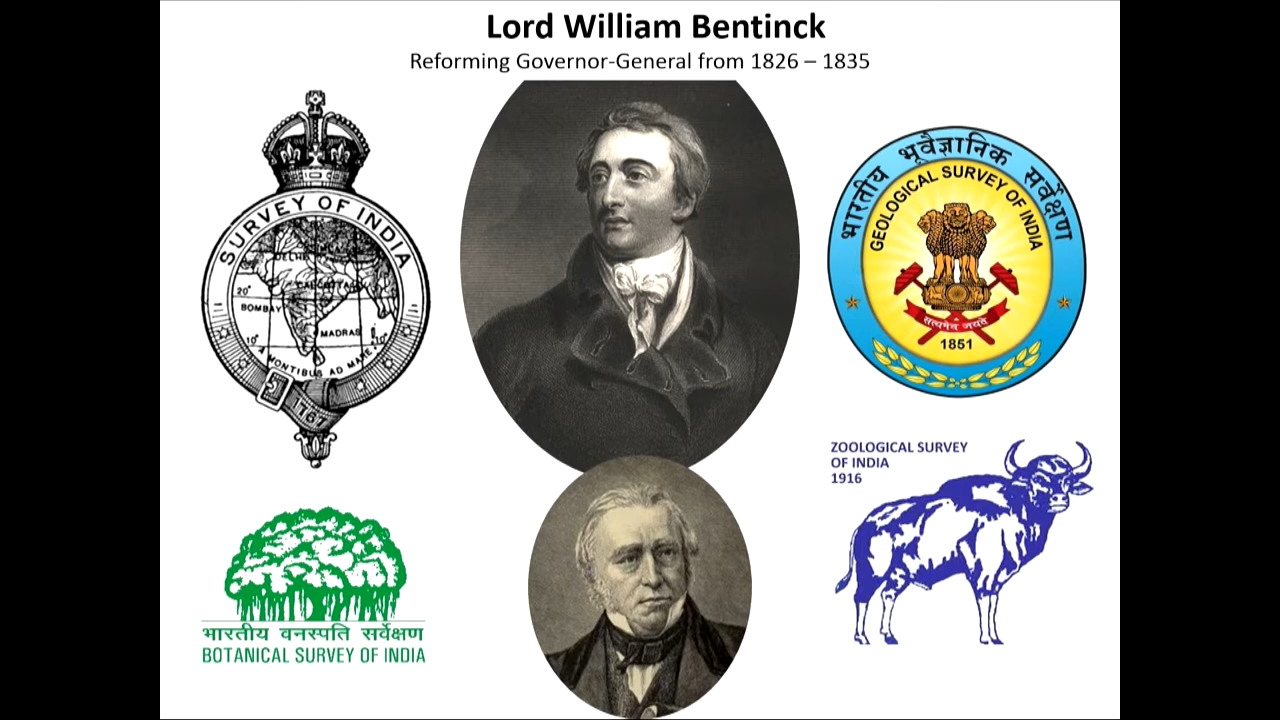 Lord William Bentinck
Reforming Governor-General from 1826 – 1835
SURVEY OF INDIA
DELHI
CALCUTTA
20°
BOMBAY
MADRAS
10°
10°
A MONTIBUS AD MARE
1767
भारतीय भूवैज्ञानिक सर्वेक्षण
GEOLOGICAL SURVEY OF INDIA
सत्यमेव जयते
1851
ZOOLOGICAL SURVEY
OF INDIA
1916
भारतीय वनस्पति सर्वेक्षण
BOTANICAL SURVEY OF INDIA